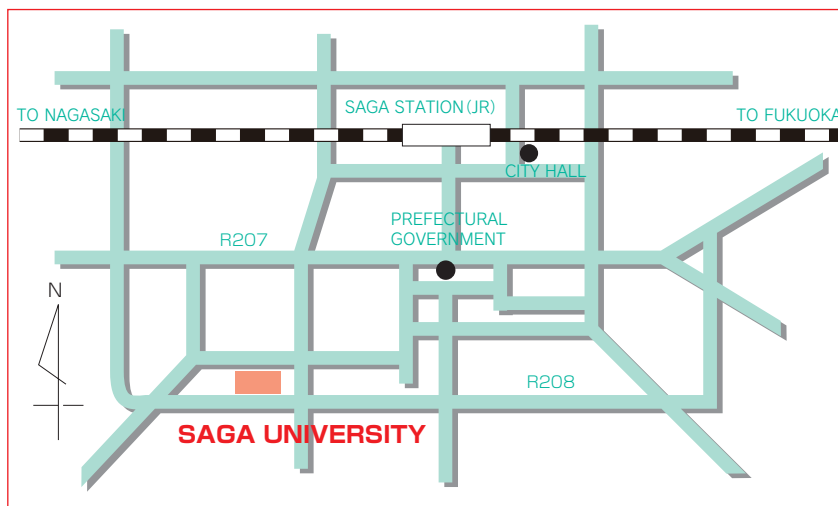 TO NAGASAKI
SAGA STATION(JR)
TO FUKUOKA
CITY HALL
PREFECTURAL
GOVERNMENT
R207
N
R208
SAGA UNIVERSITY